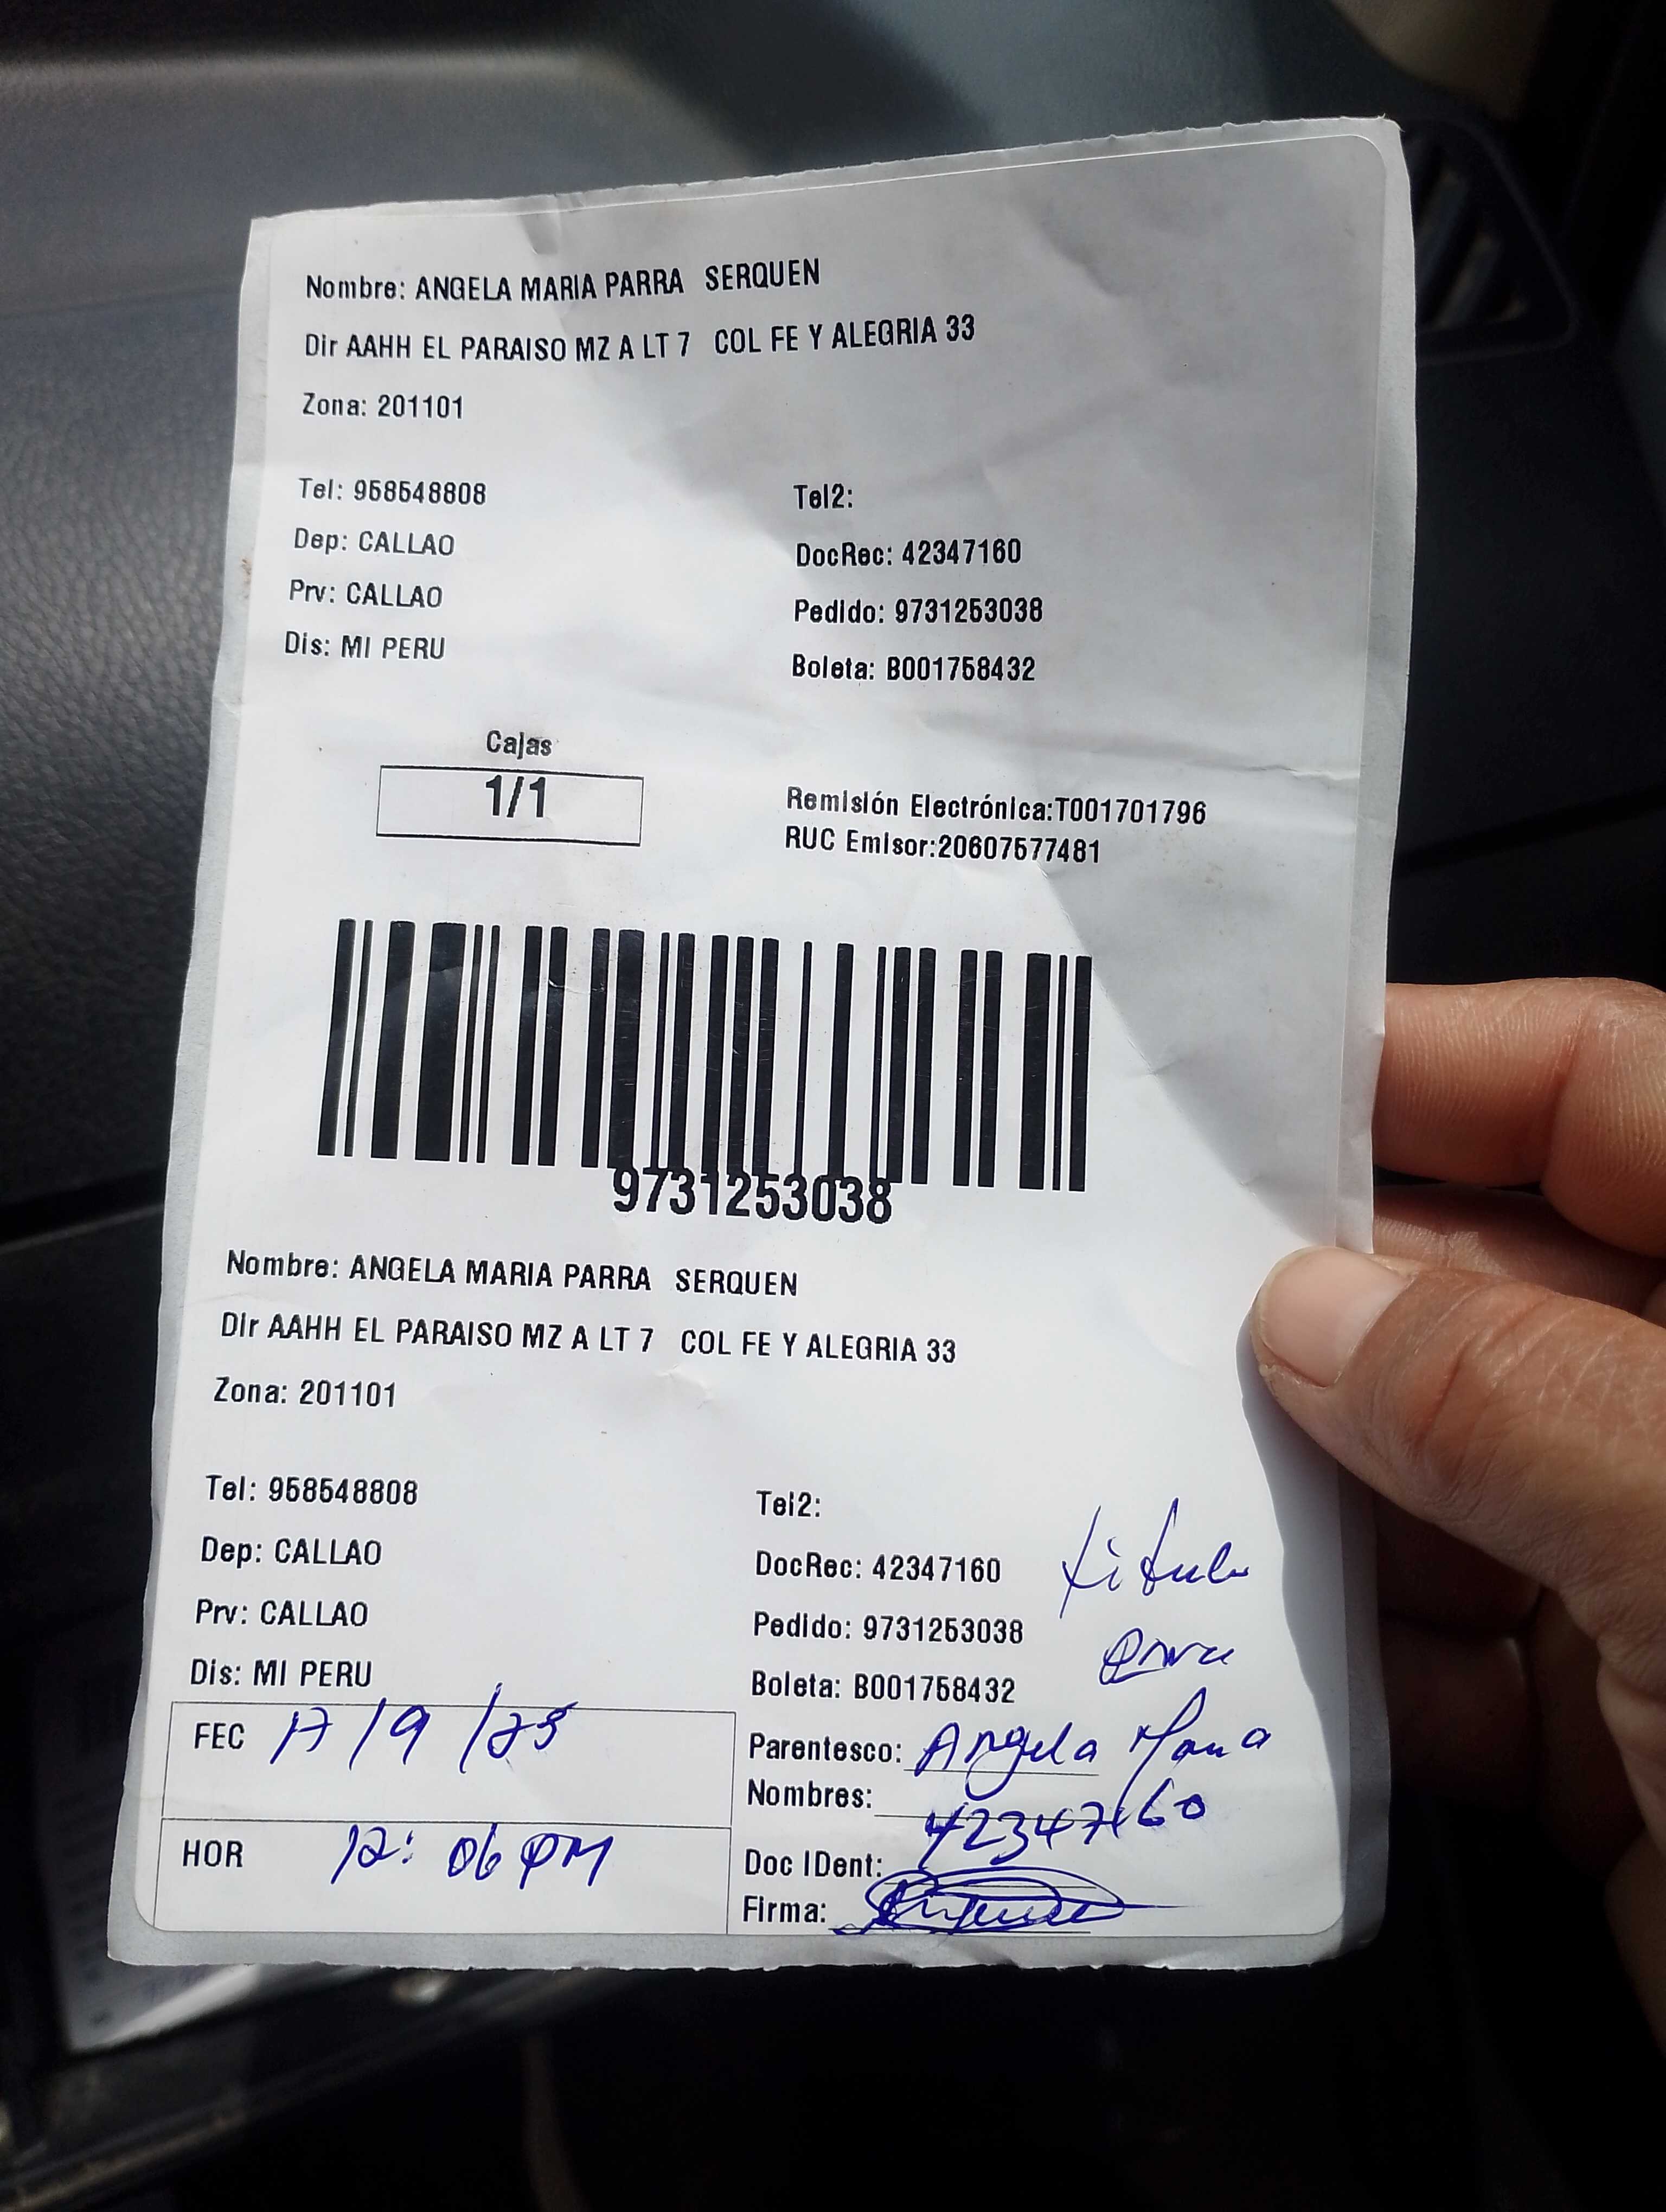 Nombre: ANGELA MARIA PARRA SERQUEN
Dir AAHH EL PARAISO MZ A LT 7 COL FE Y ALEGRIA 33
Zona: 201101
Tel: 958548808
Tel2:
Dep: CALLAO
DocRec: 42347160
Prv: CALLAO
Pedido: 9731253038
Dis: MI PERU
Boleta: B001758432
Cajas
1/1
Remisión Electrónica:T001701796
RUC Emisor:20607577481
9731253038
Nombre: ANGELA MARIA PARRA SERQUEN
Dir AAHH EL PARAISO MZ A LT 7 COL FE Y ALEGRIA 33
Zona: 201101
Tel: 958548808
Tel2:
Dep: CALLAO
DocRec: 42347160
titular
Prv: CALLAO
Pedido: 9731253038
Dis: MI PERU
Boleta: B001758432
FEC 17/9/25
Parentesco: Angela Maria
Nombres:
42347160
HOR 12:06 PM
Doc IDent:
Firma: